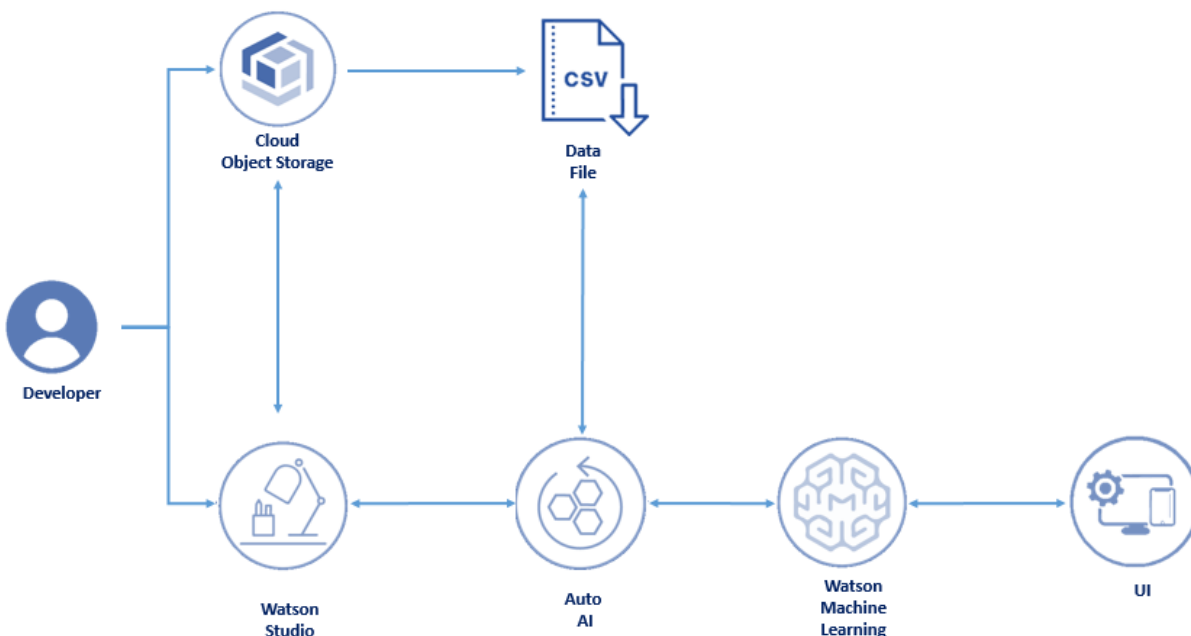 CSV
Cloud
Object Storage
Data
File
Developer
Watson
Studio
Auto
AI
Watson
Machine
Learning
UI